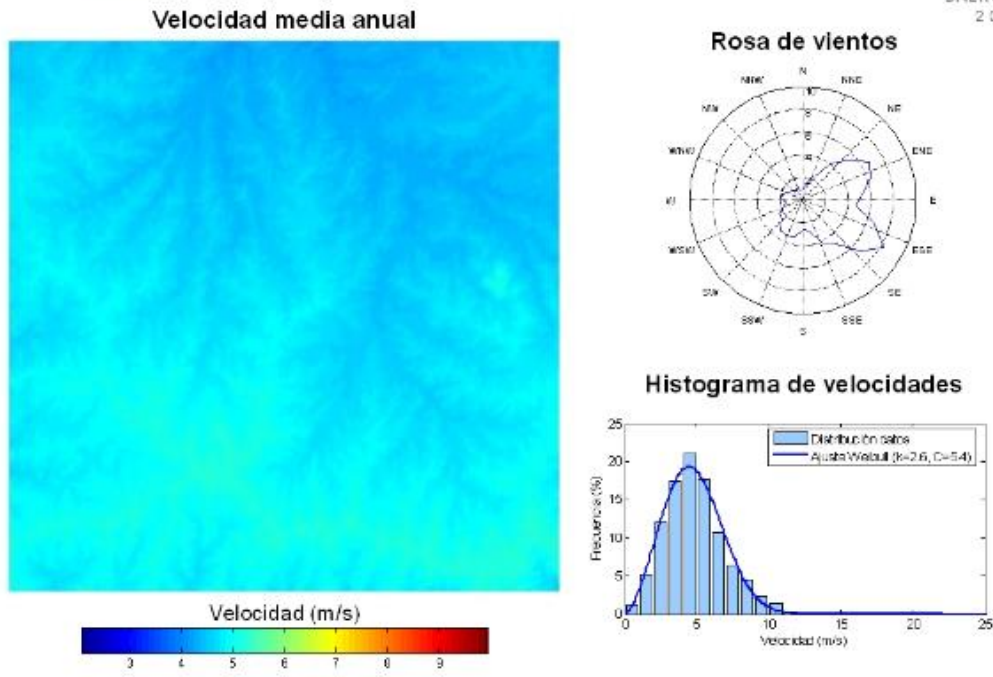 Velocidad media anual
Velocidad (m/s)
3 4 5 6 7 8 9
Rosa de vientos
N
NNW NNE
NW NE
WNW ENE
W E
WSW ESE
SW SE
SSW SSE
S
Histograma de velocidades
Distribución datos
Ajuste Weibull (k=2.6, C=5.4)
Frecuencia (%)
25
20
15
10
5
0
0 5 10 15 20 25
Velocidad (m/s)